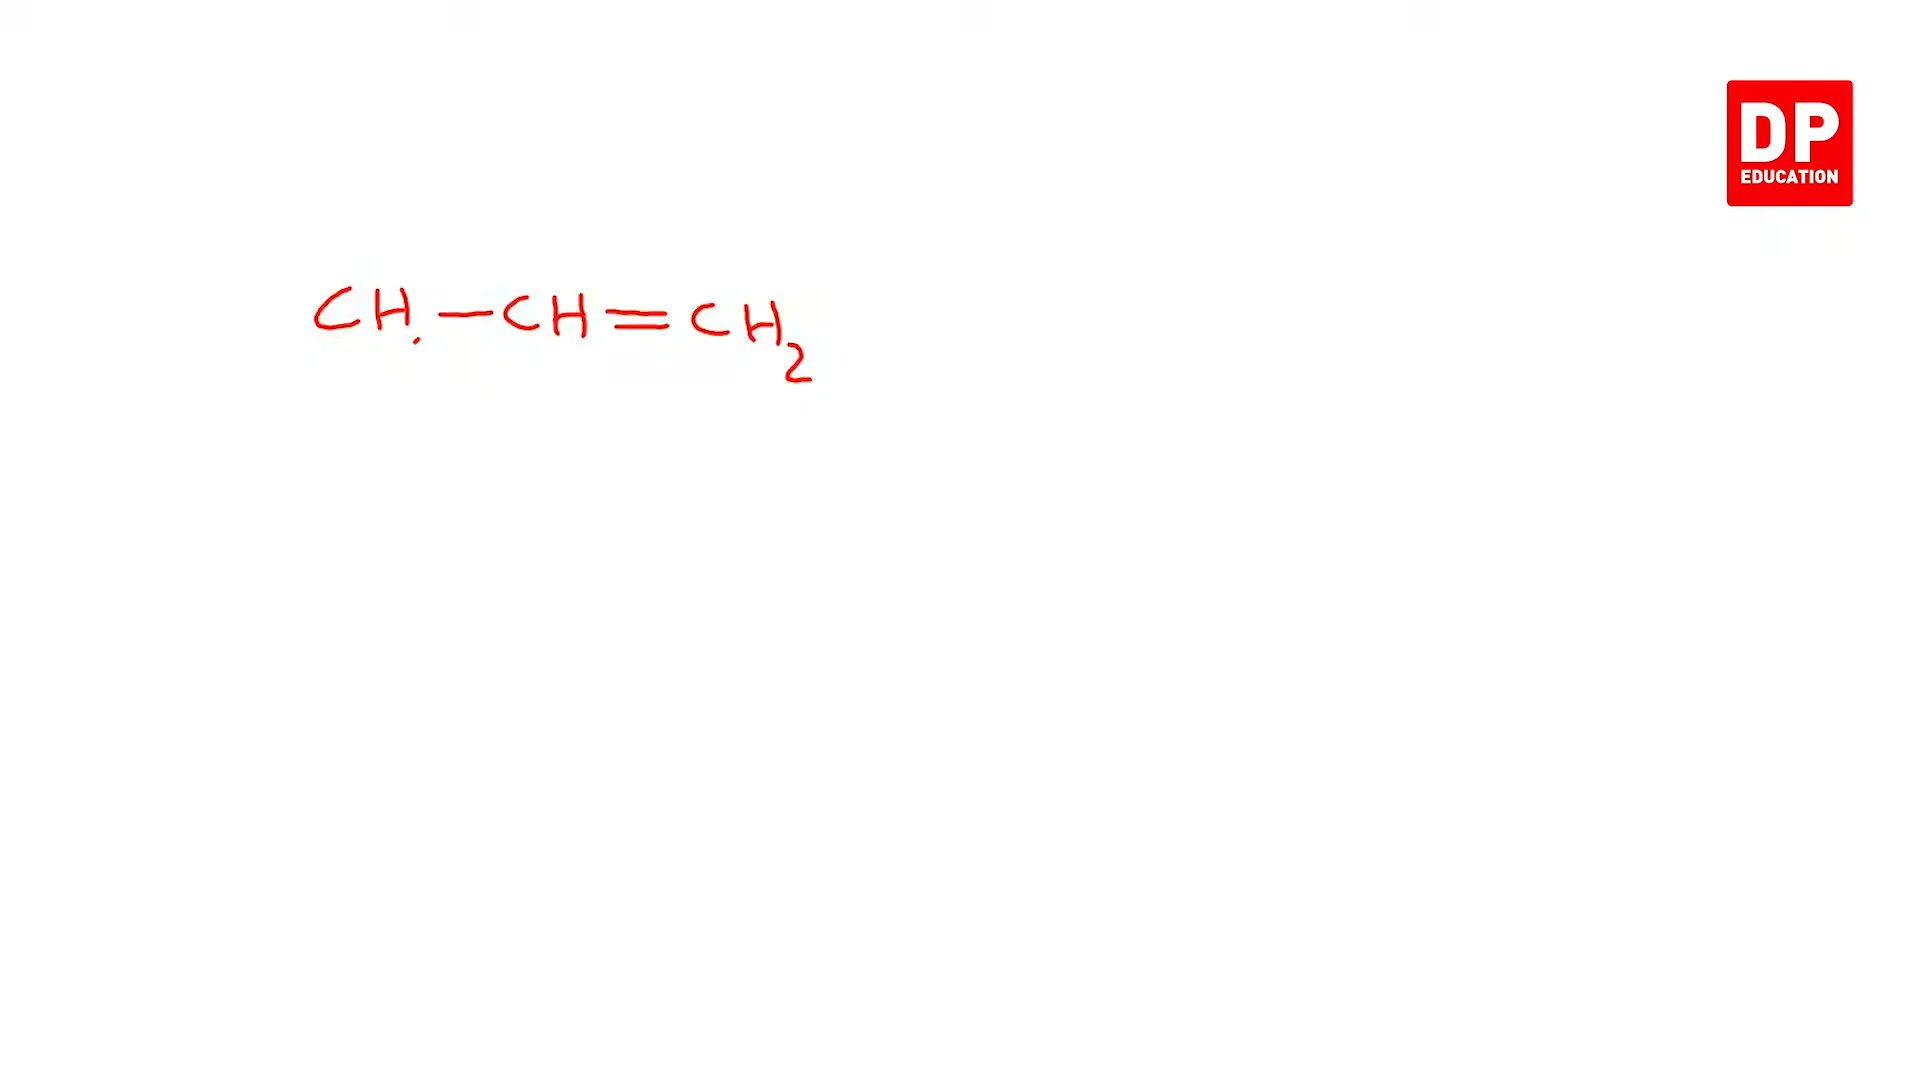 DP
EDUCATION
CH. — CH = CH₂